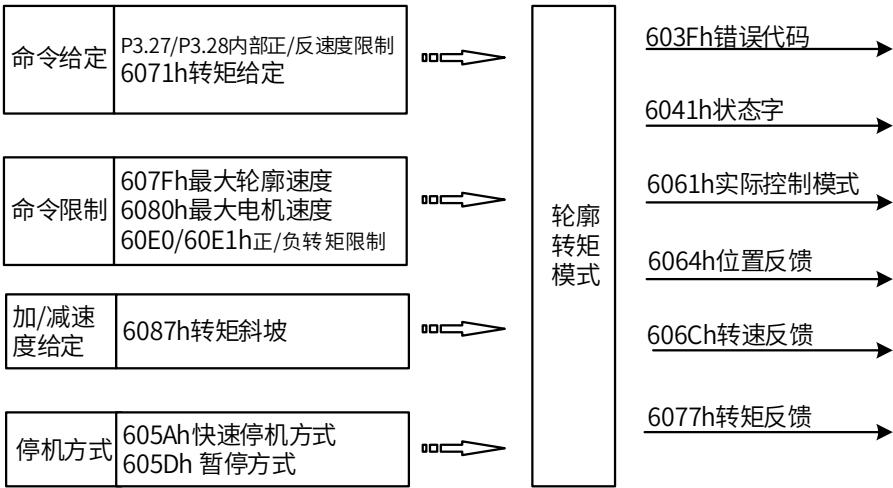 命令给定
P3.27/P3.28内部正/反速度限制
6071h转矩给定
命令限制
607Fh最大轮廓速度
6080h最大电机速度
60E0/60E1h正/负转矩限制
加/减速
度给定
6087h转矩斜坡
停机方式
605Ah快速停机方式
605Dh 暂停方式
轮廓
转矩
模式
603Fh错误代码
6041h状态字
6061h实际控制模式
6064h位置反馈
606Ch转速反馈
6077h转矩反馈